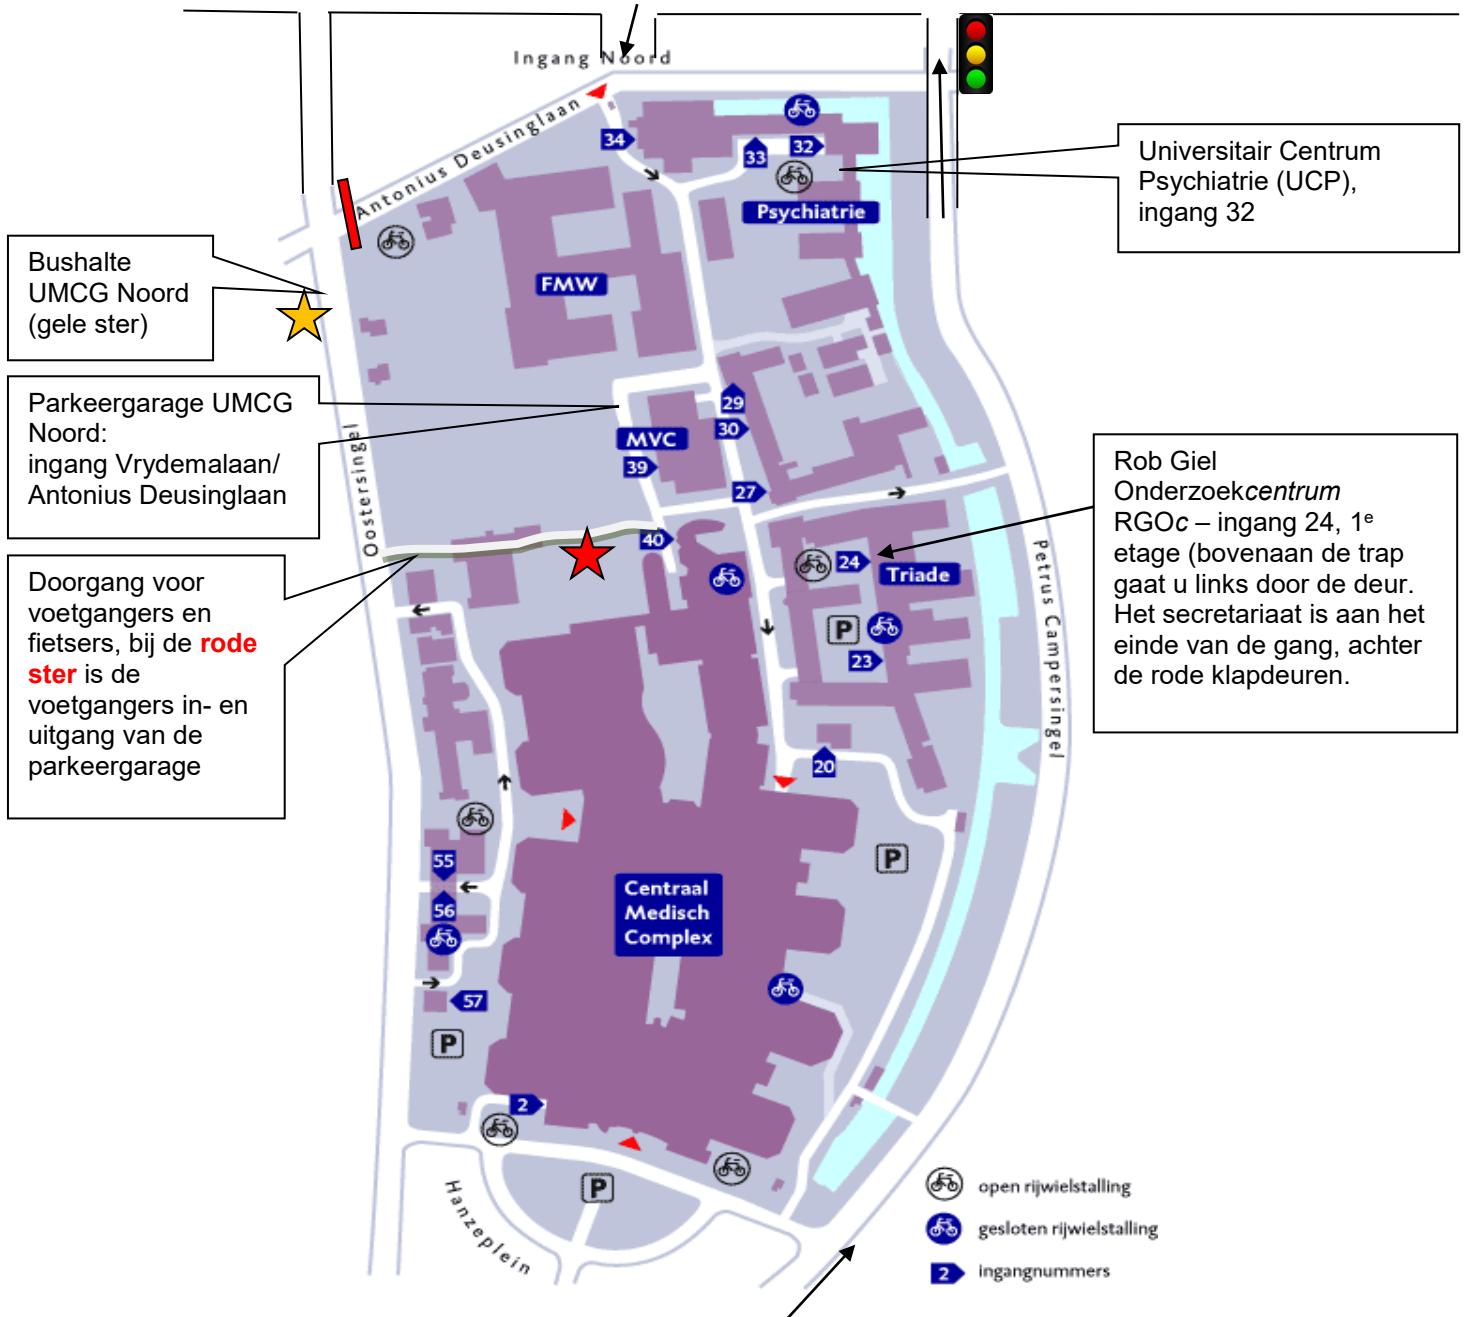 Ingang Noord
Antonius Deusinglaan
34
33
32
Psychiatrie
Universitair Centrum
Psychiatrie (UCP),
ingang 32
Bushalte
UMCG Noord
(gele ster)
FMW
Parkeergarage UMCG
Noord:
ingang Vrydemalaan/
Antonius Deusinglaan
29
30
MVC
39
27
Oostersingel
40
24
Triade
Rob Giel
Onderzoekcentrum
RGOc – ingang 24, 1e
etage (bovenaan de trap
gaat u links door de deur.
Het secretariaat is aan het
einde van de gang, achter
de rode klapdeuren.
Doorgang voor
voetgangers en
fietsers, bij de rode
ster is de
voetgangers in- en
uitgang van de
parkeergarage
P
23
Petrus Campersingel
20
P
55
56
Centraal
Medisch
Complex
57
P
2
P
Hanzeplein
open rijwielstalling
gesloten rijwielstalling
2 ingangnummers